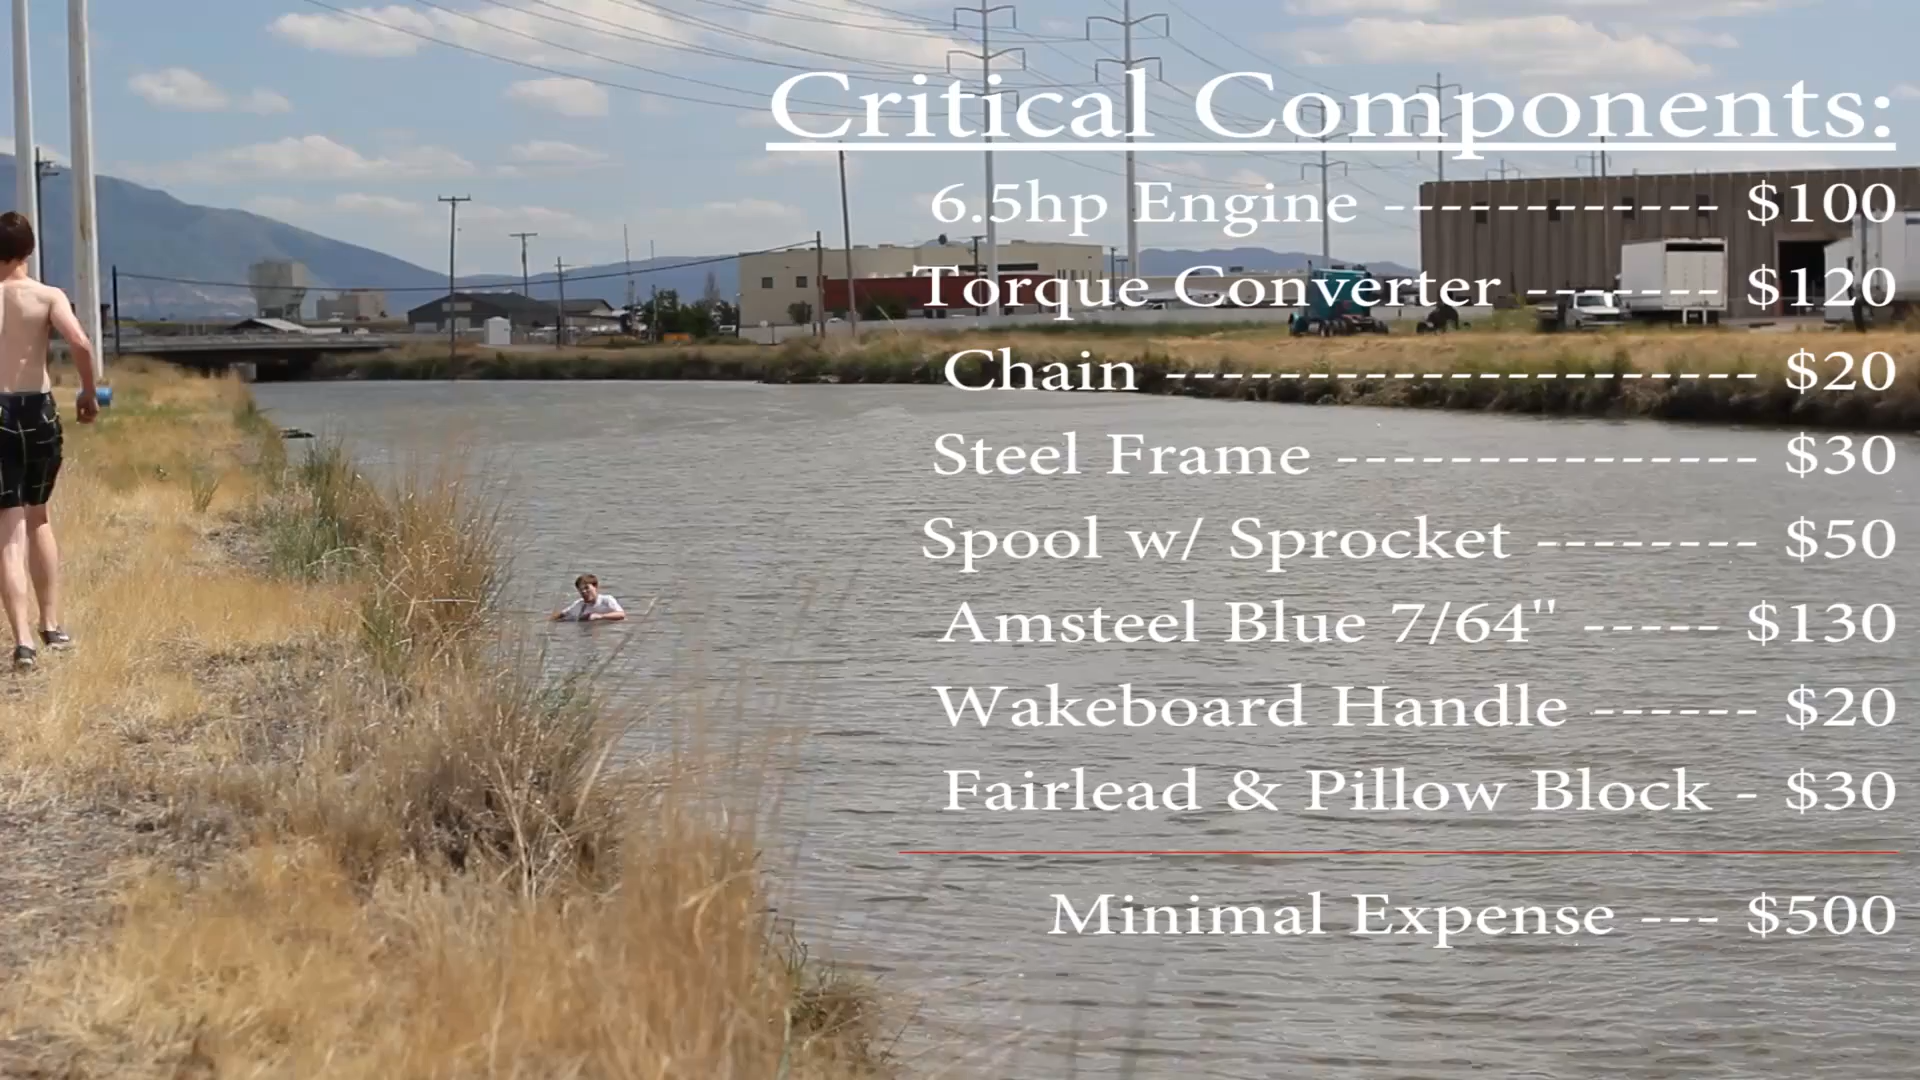 Critical Components:
6.5hp Engine ------------ $100
Torque Converter ------- $120
Chain --------------------- $20
Steel Frame --------------- $30
Spool w/ Sprocket -------- $50
Amsteel Blue 7/64" ----- $130
Wakeboard Handle ------ $20
Fairlead & Pillow Block - $30
Minimal Expense --- $500